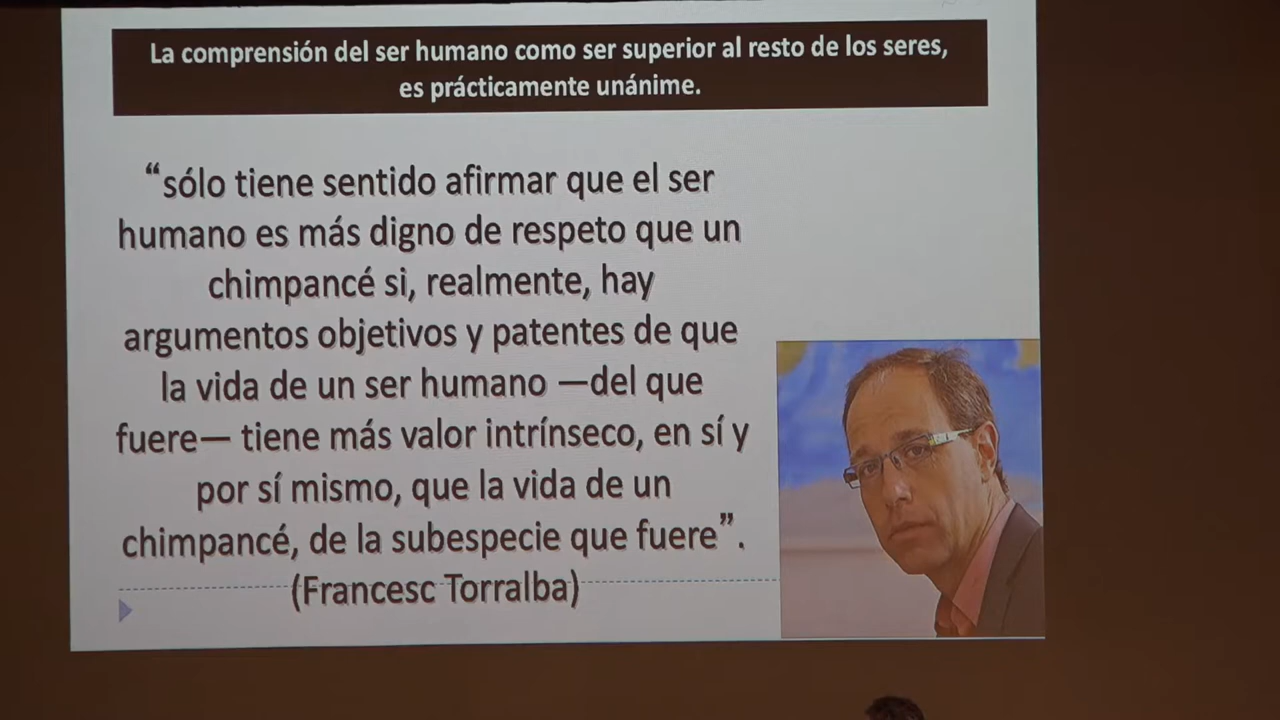 La comprensión del ser humano como ser superior al resto de los seres,
es prácticamente unánime.
“sólo tiene sentido afirmar que el ser
humano es más digno de respeto que un
chimpancé si, realmente, hay
argumentos objetivos y patentes de que
la vida de un ser humano —del que
fuere— tiene más valor intrínseco, en sí y
por sí mismo, que la vida de un
chimpancé, de la subespecie que fuere”.
(Francesc Torralba)